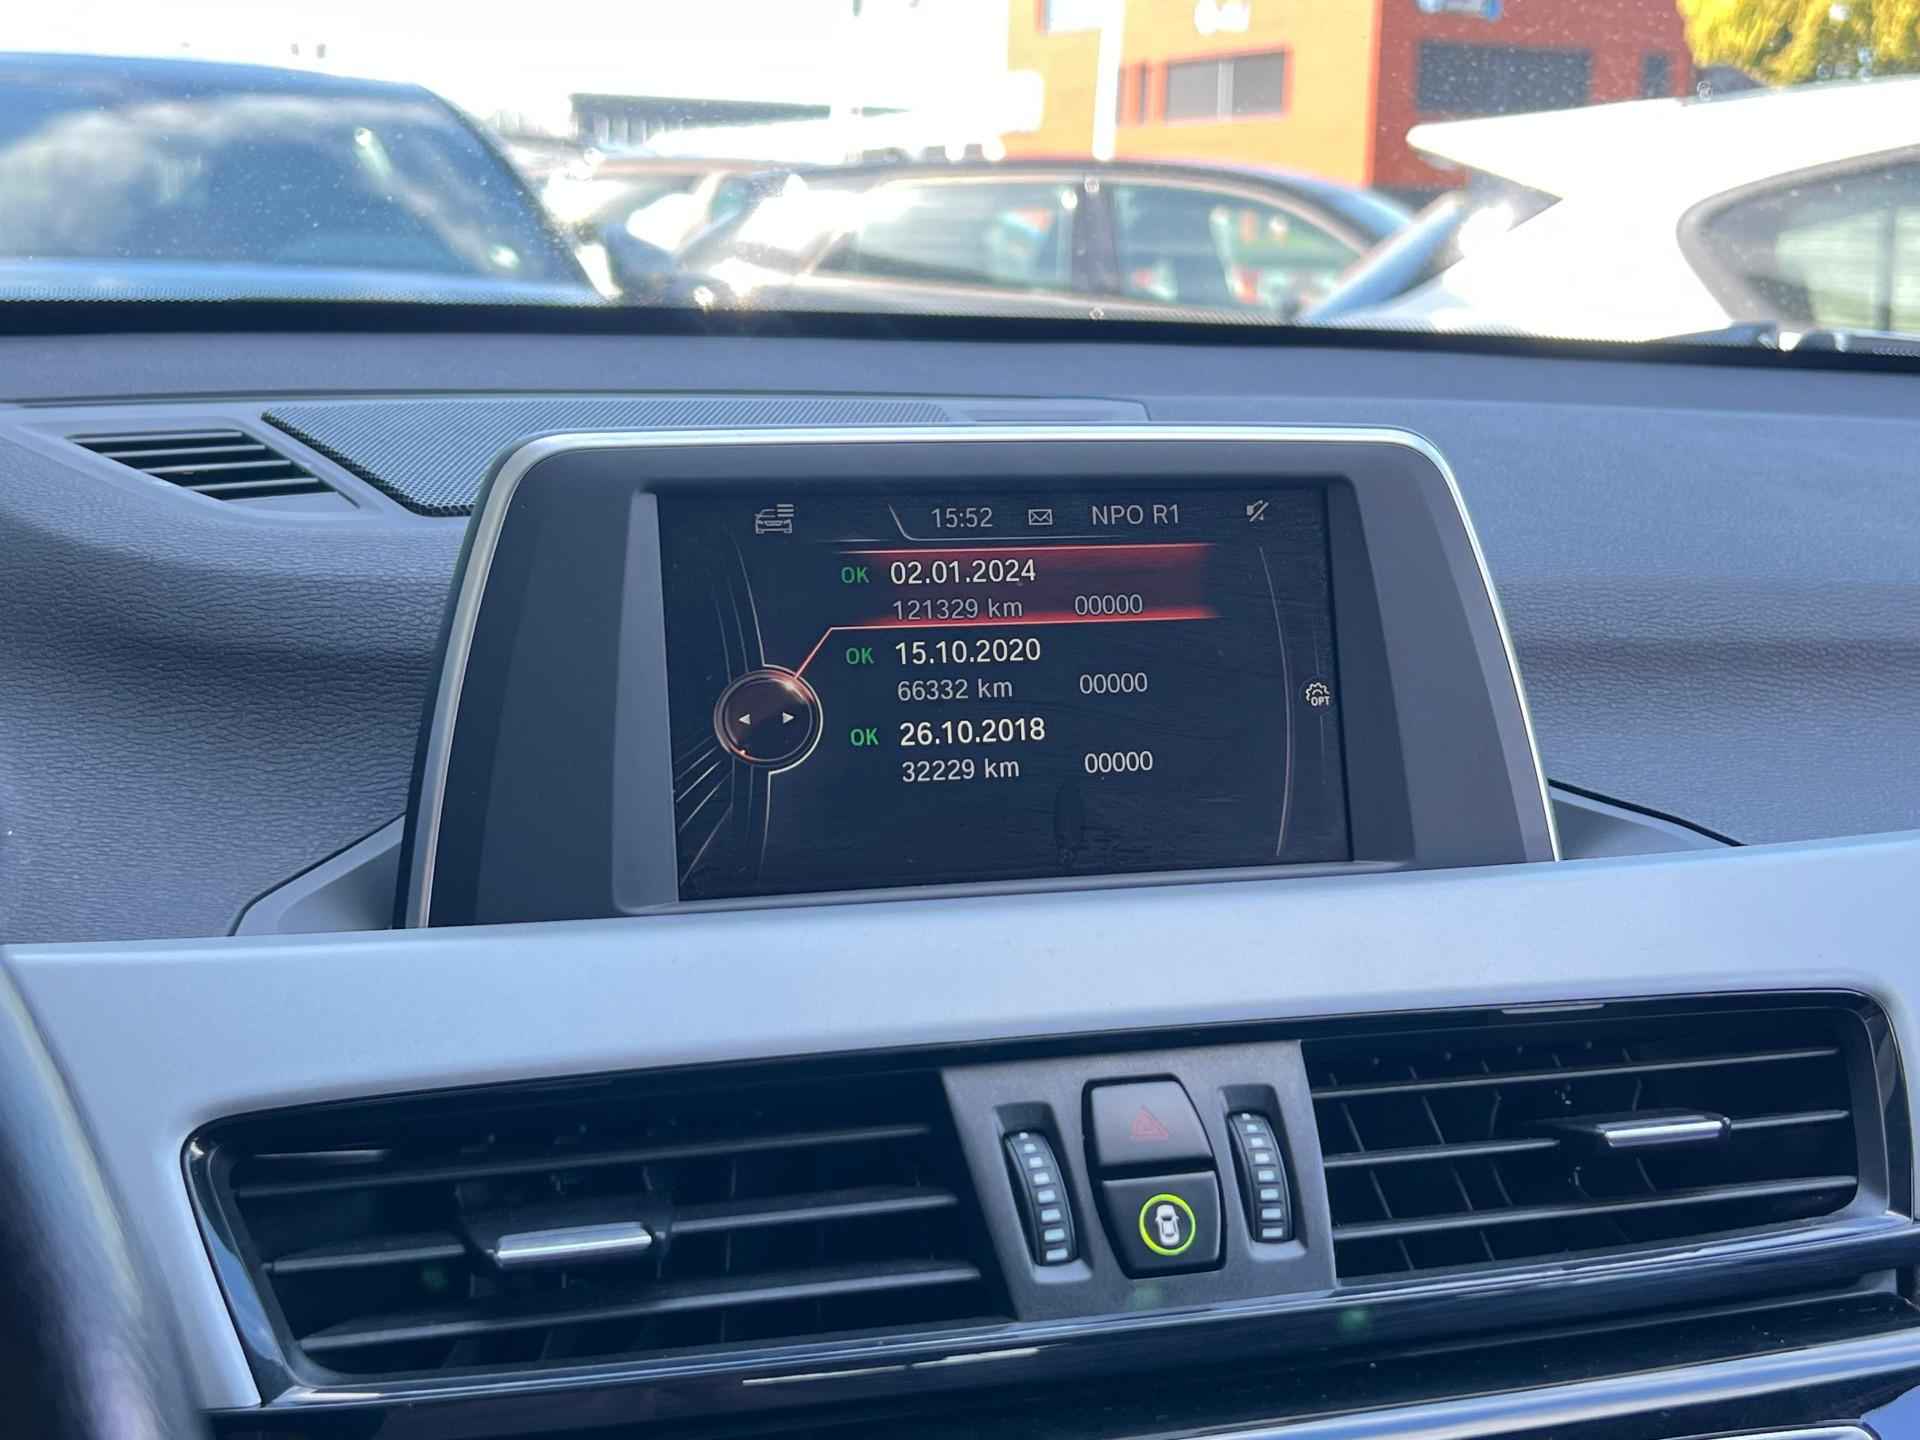 15:52 NPO R1
OK 02.01.2024
121329 km 00000
OK 15.10.2020
66332 km 00000
OPT
OK 26.10.2018
32229 km 00000